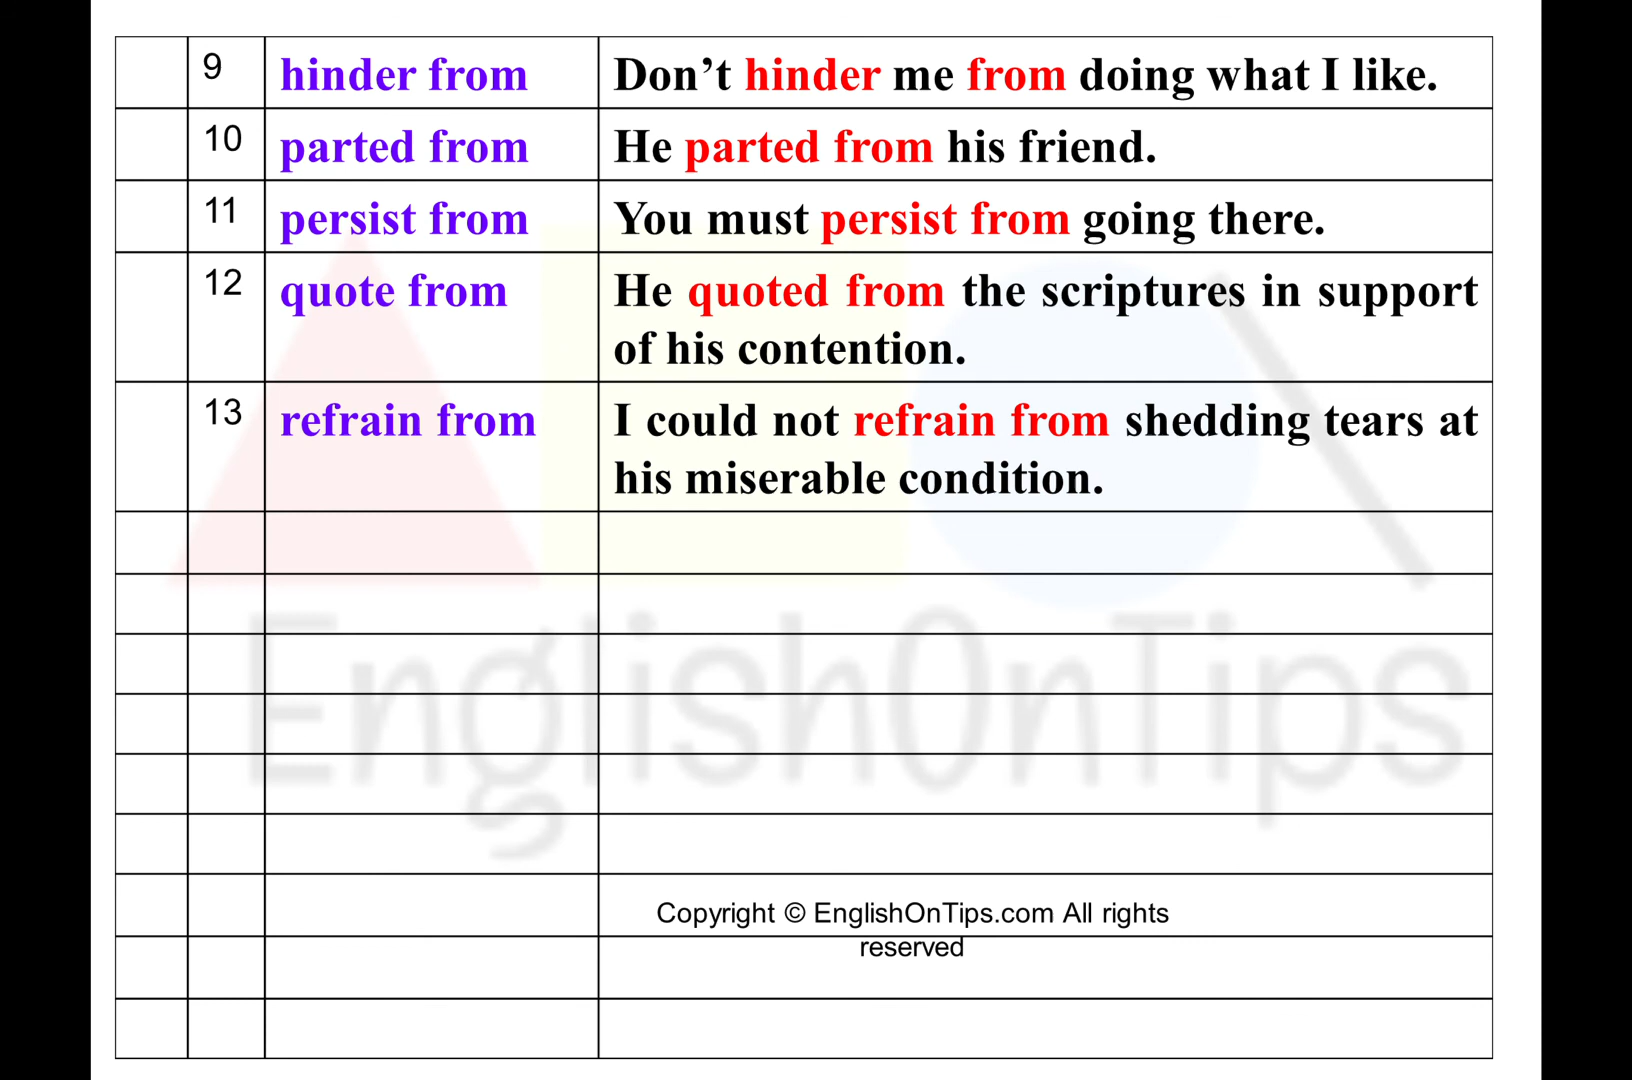 9 hinder from Don’t hinder me from doing what I like.
10 parted from He parted from his friend.
11 persist from You must persist from going there.
12 quote from He quoted from the scriptures in support
of his contention.
13 refrain from I could not refrain from shedding tears at
his miserable condition.
EnglishOnTips
Copyright © EnglishOnTips.com All rights
reserved